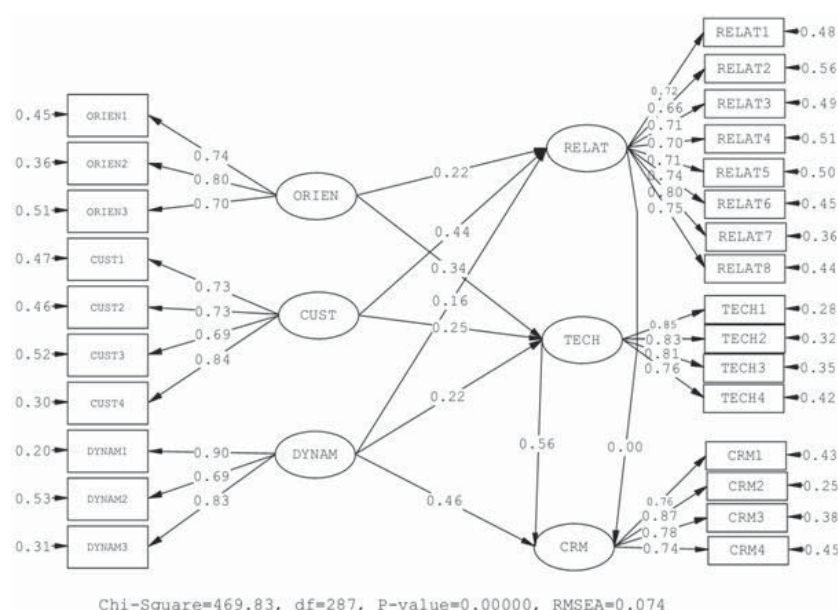 0.45 ORIEN1
0.36 ORIEN2
0.51 ORIEN3
0.47 CUST1
0.46 CUST2
0.52 CUST3
0.30 CUST4
0.20 DYNAM1
0.53 DYNAM2
0.31 DYNAM3
0.74
0.80
0.70
0.73
0.73
0.69
0.84
0.90
0.69
0.83
ORIEN
CUST
DYNAM
0.22
0.44
0.34
0.16
0.25
0.22
0.46
0.56
0.00
RELAT
TECH
CRM
0.72
0.66
0.71
0.70
0.71
0.74
0.80
0.75
0.85
0.83
0.81
0.76
0.76
0.87
0.78
0.74
RELAT1 0.48
RELAT2 0.56
RELAT3 0.49
RELAT4 0.51
RELAT5 0.50
RELAT6 0.45
RELAT7 0.36
RELAT8 0.44
TECH1 0.28
TECH2 0.32
TECH3 0.35
TECH4 0.42
CRM1 0.43
CRM2 0.25
CRM3 0.38
CRM4 0.45
Chi-Square=469.83, df=287, P-value=0.00000, RMSEA=0.074